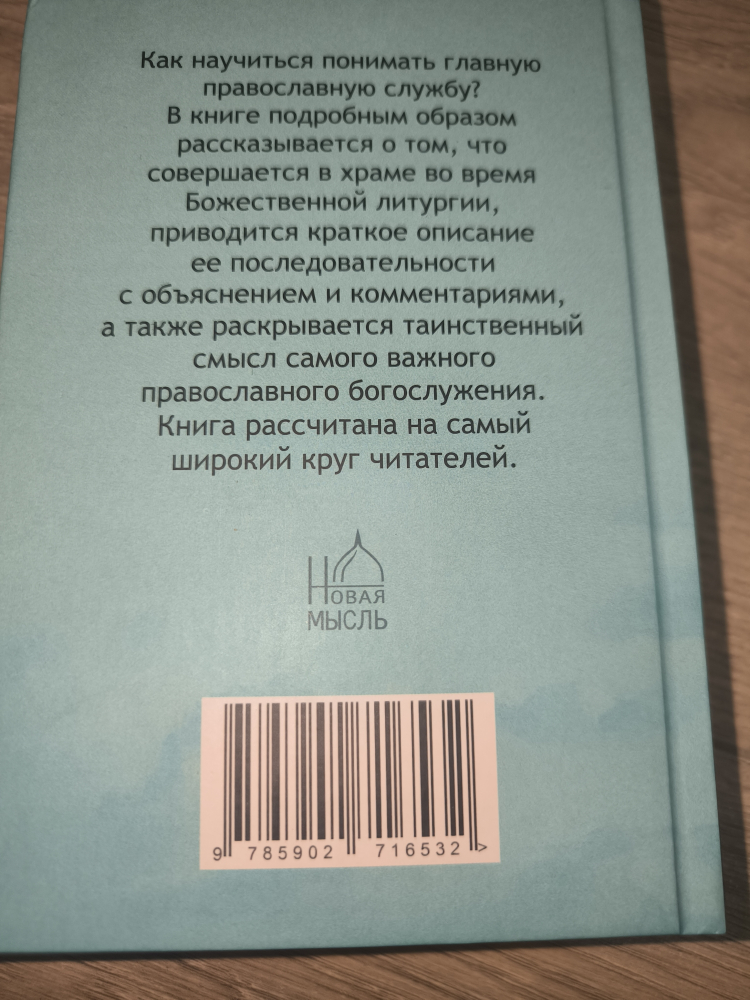 Как научиться понимать главную
православную службу?
В книге подробным образом
рассказывается о том, что
совершается в храме во время
Божественной литургии,
приводится краткое описание
ее последовательности
с объяснением и комментариями,
а также раскрывается таинственный
смысл самого важного
православного богослужения.
Книга рассчитана на самый
широкий круг читателей.
Новая
мысль
9 785902 716532 >